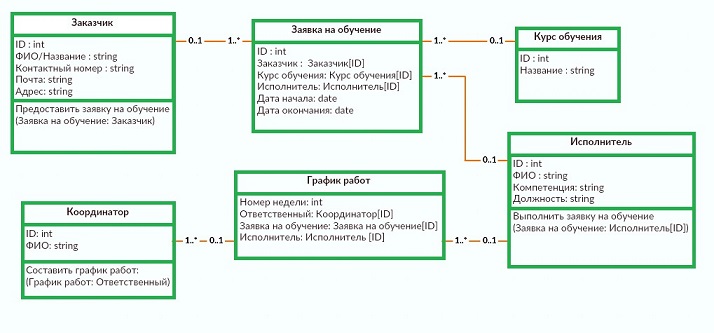 Заказчик
ID : int
ФИО/Название : string
Контактный номер : string
Почта: string
Адрес: string
Предоставить заявку на обучение
(Заявка на обучение: Заказчик)
0..1
1..*
Заявка на обучение
ID : int
Заказчик :  Заказчик[ID]
Курс обучения: Курс обучения[ID]
Исполнитель: Исполнитель[ID]
Дата начала: date
Дата окончания: date
1..*
0..1
1..*
0..1
Курс обучения
ID : int
Название : string
Исполнитель
ID : int
ФИО : string
Компетенция: string
Должность: string
Выполнить заявку на обучение
(Заявка на обучение: Исполнитель[ID])
График работ
Номер недели: int
Ответственный: Координатор[ID]
Заявка на обучение: Заявка на обучение[ID]
Исполнитель: Исполнитель [ID]
1..*
0..1
Координатор
ID: int
ФИО: string
Составить график работ:
(График работ: Ответственный)
1..*
0..1